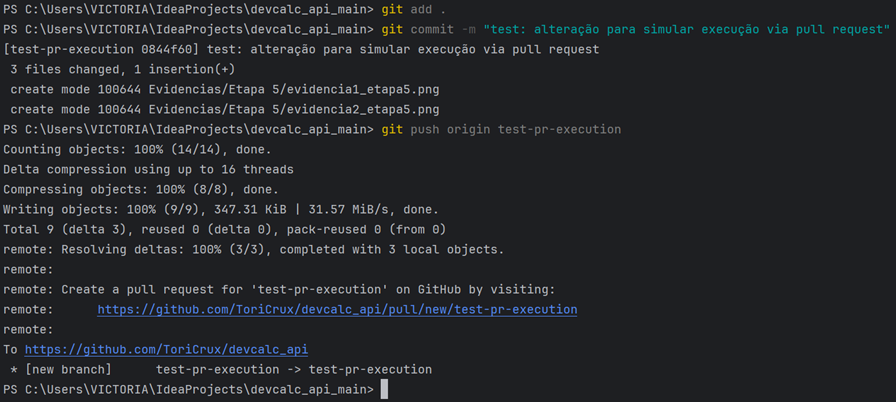 PS C:\Users\VICTORIA\IdeaProjects\devcalc_api_main> git add .
PS C:\Users\VICTORIA\IdeaProjects\devcalc_api_main> git commit -m "test: alteração para simular execução via pull request"
[test-pr-execution 0844f60] test: alteração para simular execução via pull request
 3 files changed, 1 insertion(+)
 create mode 100644 Evidencias/Etapa 5/evidencia1_etapa5.png
 create mode 100644 Evidencias/Etapa 5/evidencia2_etapa5.png
PS C:\Users\VICTORIA\IdeaProjects\devcalc_api_main> git push origin test-pr-execution
Counting objects: 100% (14/14), done.
Delta compression using up to 16 threads
Compressing objects: 100% (8/8), done.
Writing objects: 100% (9/9), 347.31 KiB | 31.57 MiB/s, done.
Total 9 (delta 3), reused 0 (delta 0), pack-reused 0 (from 0)
remote: Resolving deltas: 100% (3/3), completed with 3 local objects.
remote:
remote: Create a pull request for 'test-pr-execution' on GitHub by visiting:
remote:      https://github.com/ToriCrux/devcalc_api/pull/new/test-pr-execution
remote:
To https://github.com/ToriCrux/devcalc_api
 * [new branch]      test-pr-execution -> test-pr-execution
PS C:\Users\VICTORIA\IdeaProjects\devcalc_api_main>